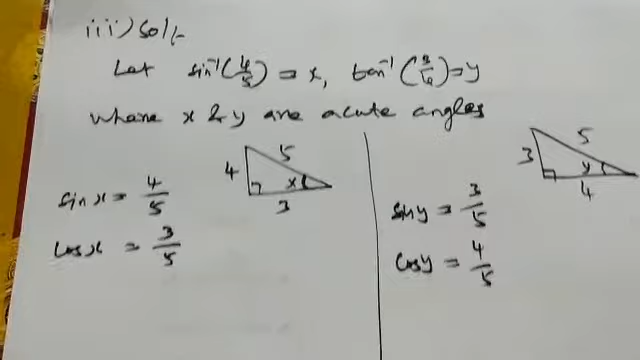 iii) Sol:-
Let sin⁻¹(4/5) = x, tan⁻¹(3/4) = y
where x & y are acute angles
4 5 x 3
sin x = 4/5
cos x = 3/5
3 5 y 4
sin y = 3/5
cos y = 4/5